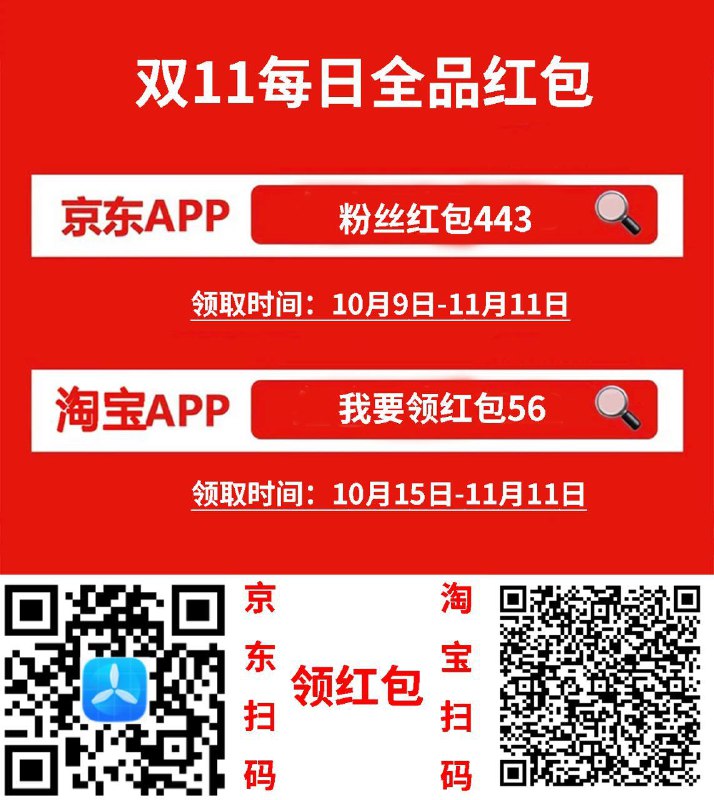 双11每日全品红包
京东APP
粉丝红包443
领取时间：10月9日-11月11日
淘宝APP
我要领红包56
领取时间：10月15日-11月11日
京东扫码
领红包
淘宝扫码